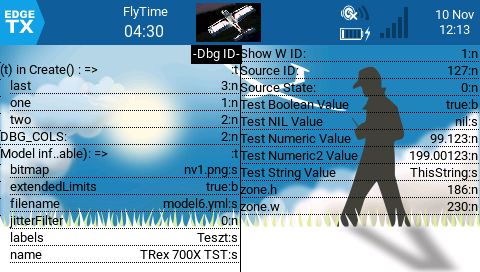 EDGE
TX
FlyTime
04:30
10 Nov
12:13
-Dbg ID-
(t) in Create() : => :t
last 3:n
one 1:n
two 2:n
DBG_COLS: 2:n
Model inf..able): => :t
bitmap nv1.png:s
extendedLimits true:b
filename model6.yml:s
jitterFilter 0:n
labels Teszt:s
name TRex 700X TST:s
Show W ID: 1:n
Source ID: 127:n
Source State: 0:n
Test Boolean Value true:b
Test NIL Value nil:s
Test Numeric Value 99.123:n
Test Numeric2 Value 199.00123:n
Test String Value ThisString:s
zone.h 186:n
zone.w 230:n